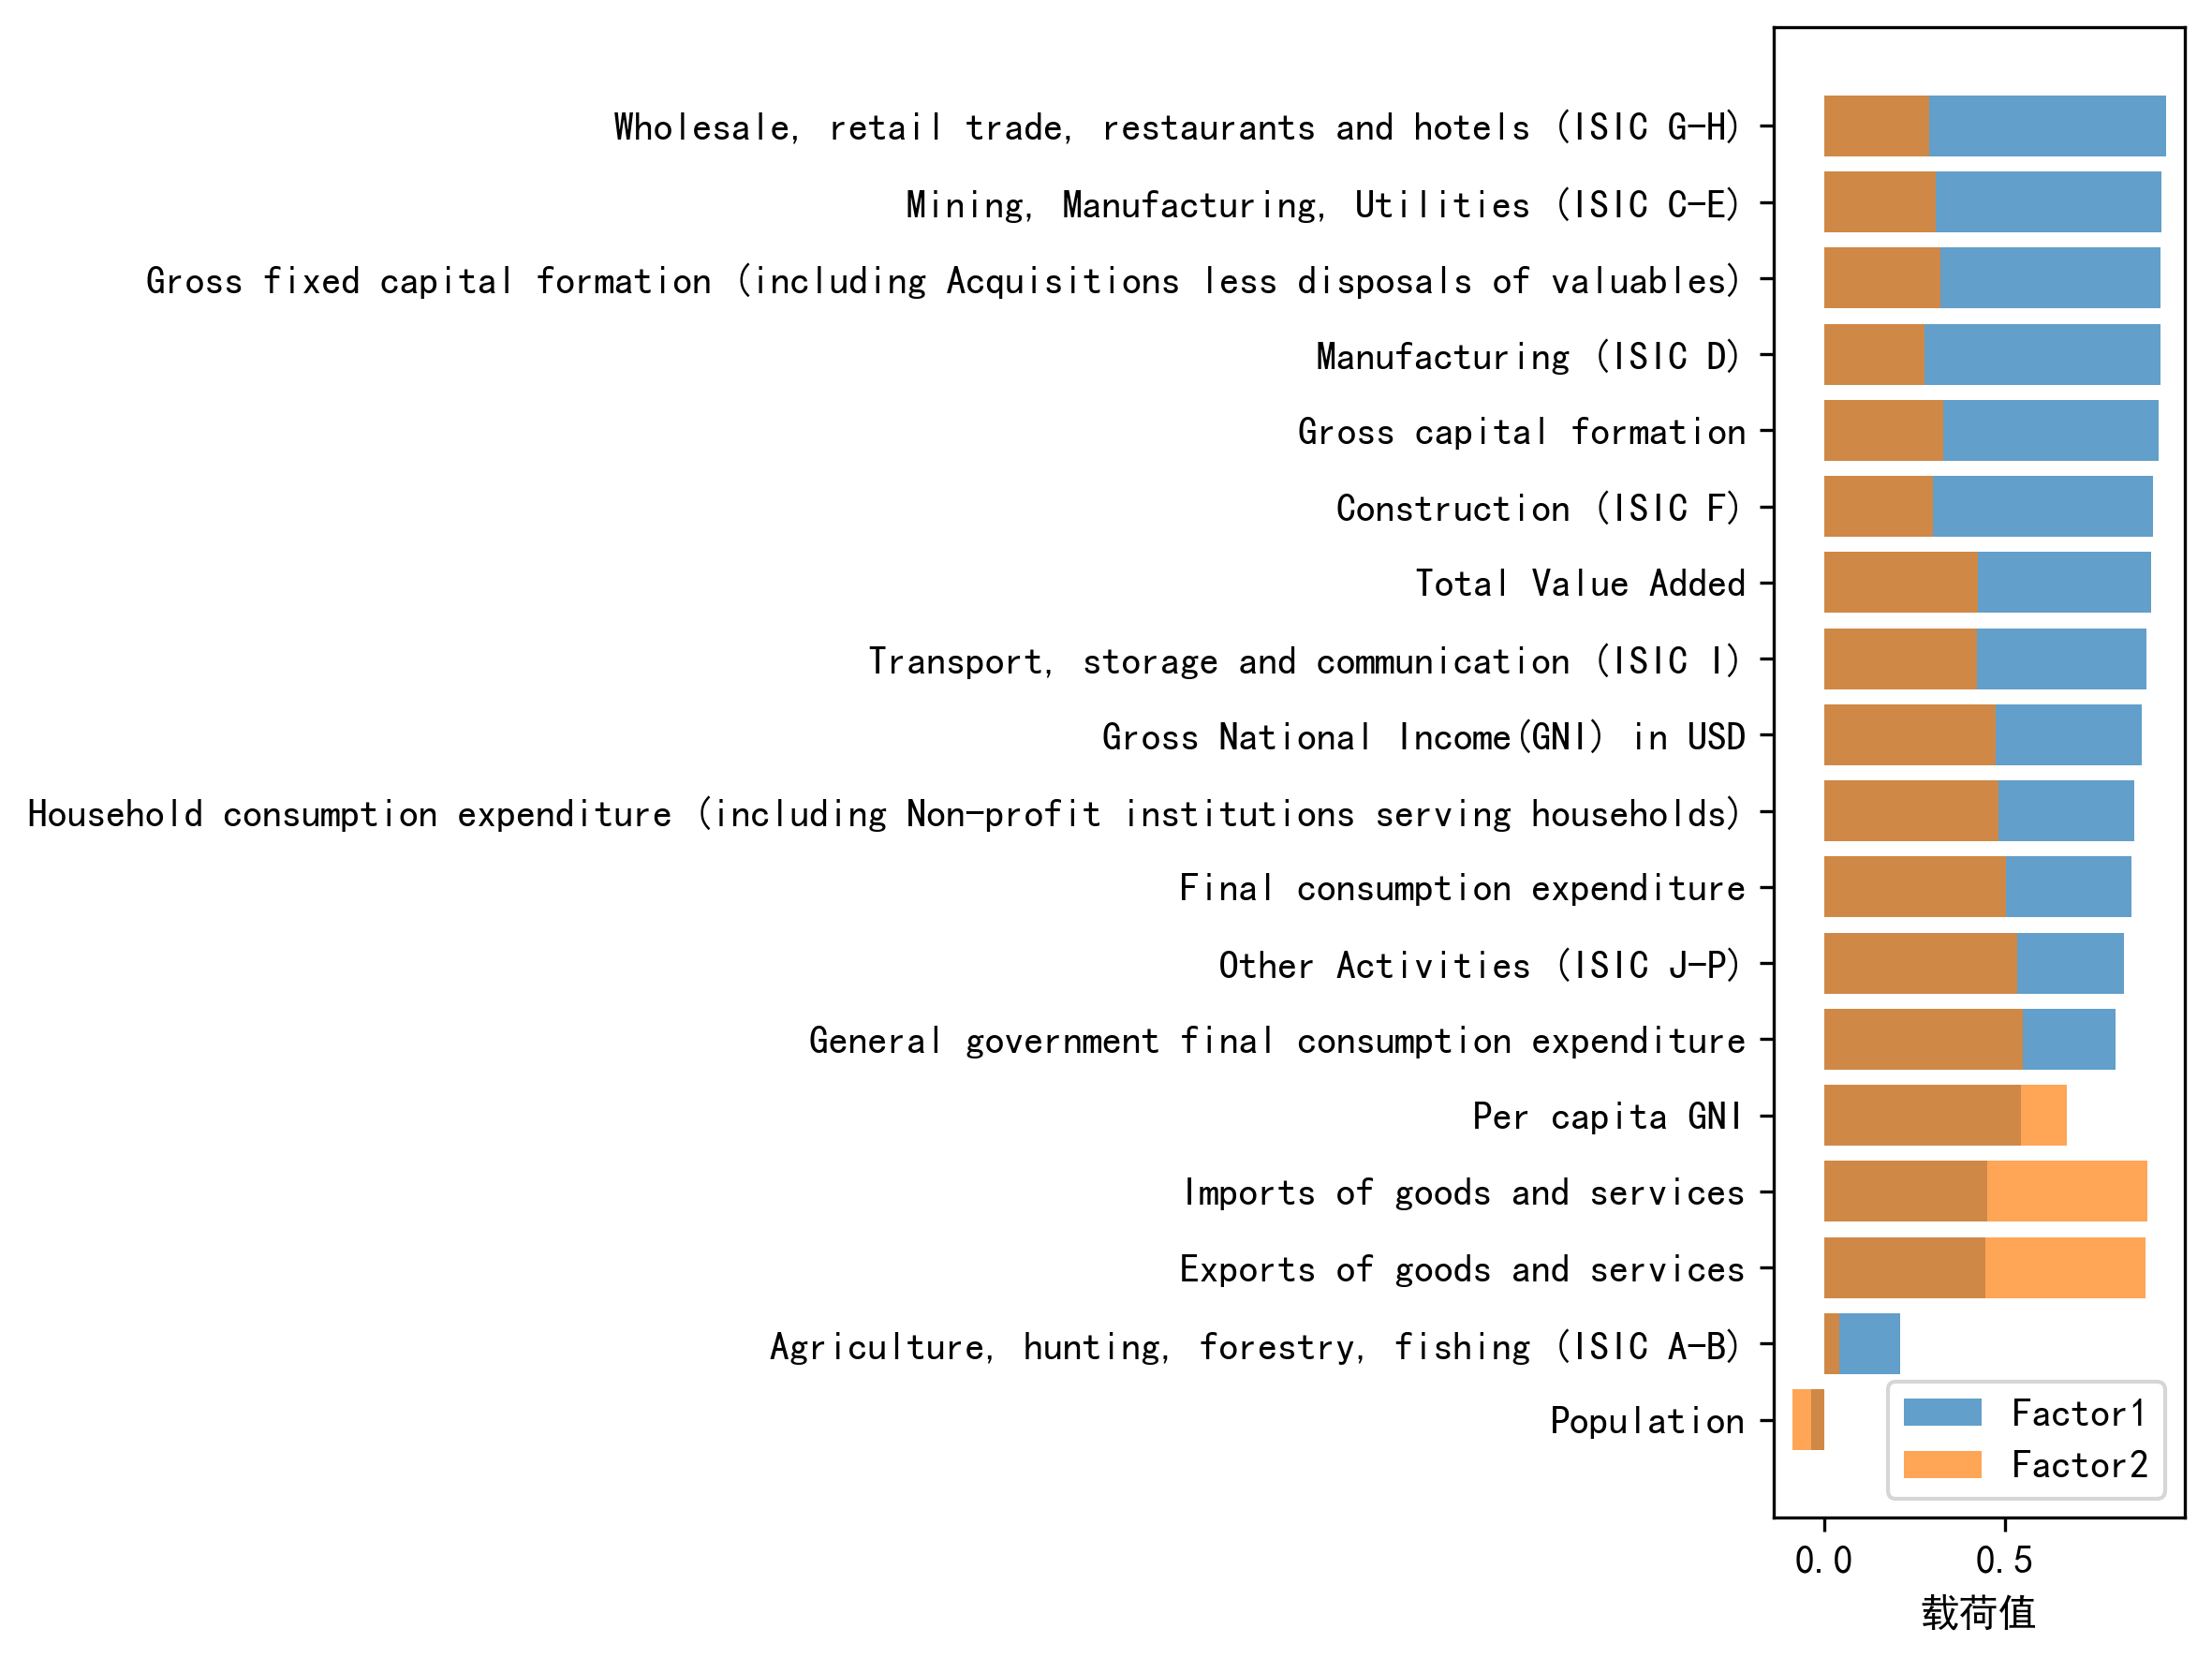 Wholesale, retail trade, restaurants and hotels (ISIC G-H)
Mining, Manufacturing, Utilities (ISIC C-E)
Gross fixed capital formation (including Acquisitions less disposals of valuables)
Manufacturing (ISIC D)
Gross capital formation
Construction (ISIC F)
Total Value Added
Transport, storage and communication (ISIC I)
Gross National Income(GNI) in USD
Household consumption expenditure (including Non-profit institutions serving households)
Final consumption expenditure
Other Activities (ISIC J-P)
General government final consumption expenditure
Per capita GNI
Imports of goods and services
Exports of goods and services
Agriculture, hunting, forestry, fishing (ISIC A-B)
Population
Factor1
Factor2
0.0 0.5
载荷值